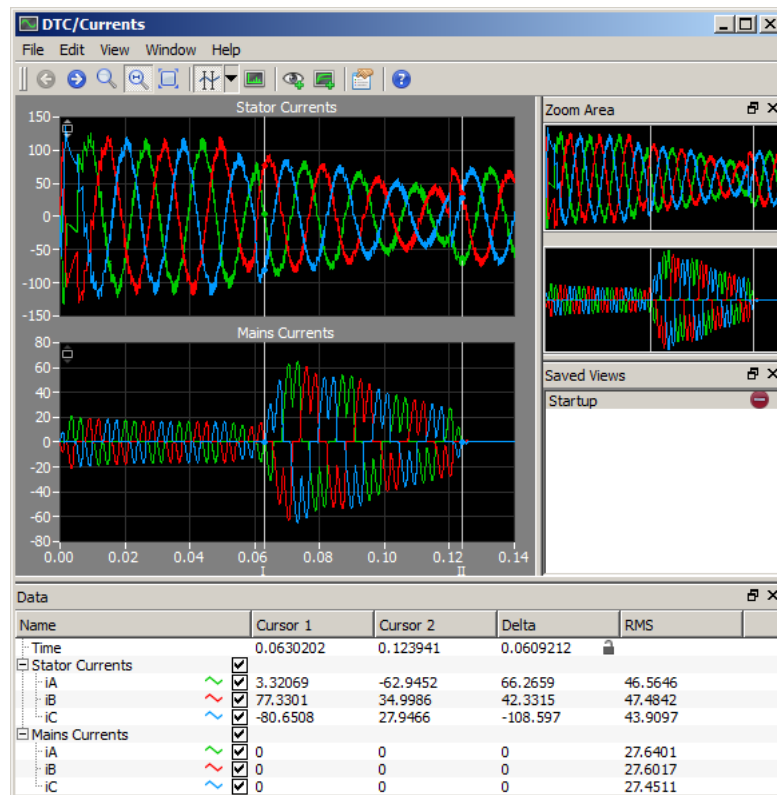 DTC/Currents
File Edit View Window Help
Stator Currents
150
100
50
0
-50
-100
-150
Mains Currents
80
60
40
20
0
-20
-40
-60
-80
0.00 0.02 0.04 0.06 0.08 0.10 0.12 0.14
I II
Zoom Area
Saved Views
Startup
Data
Name Cursor 1 Cursor 2 Delta RMS
Time 0.0630202 0.123941 0.0609212
Stator Currents
iA 3.32069 -62.9452 66.2659 46.5646
iB 77.3301 34.9986 42.3315 47.4842
iC -80.6508 27.9466 -108.597 43.9097
Mains Currents
iA 0 0 0 27.6401
iB 0 0 0 27.6017
iC 0 0 0 27.4511